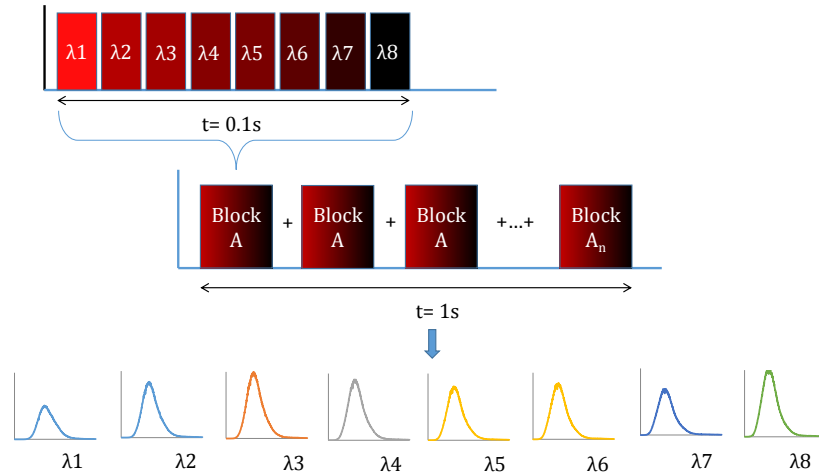 λ1 λ2 λ3 λ4 λ5 λ6 λ7 λ8
t= 0.1s
Block A + Block A + Block A +...+ Block Aₙ
t= 1s
λ1 λ2 λ3 λ4 λ5 λ6 λ7 λ8